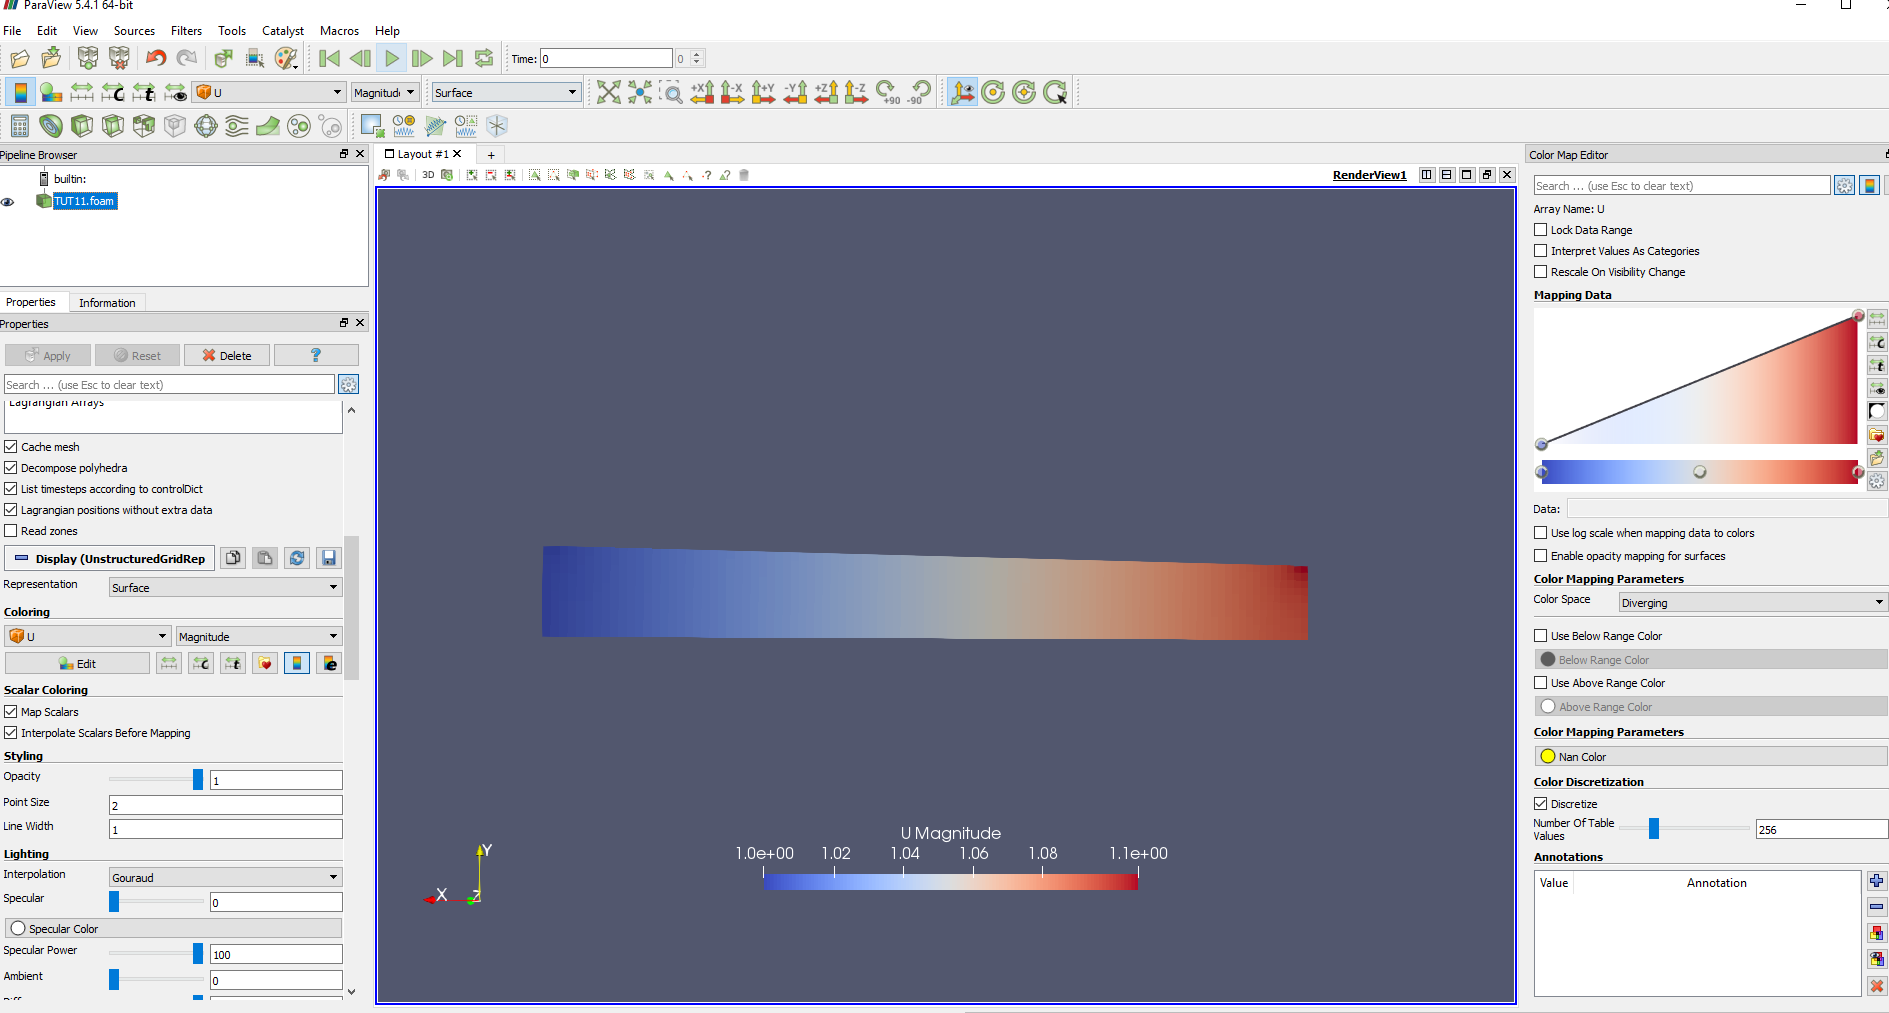 ParaView 5.4.1 64-bit
File Edit View Sources Filters Tools Catalyst Macros Help
Time: 0 0
U Magnitude Surface +X -X +Y -Y +Z -Z +90 -90
Pipeline Browser
builtin:
TUT11.foam
Properties Information
Properties
Apply Reset Delete ?
Search ... (use Esc to clear text)
Lagrangian Arrays
Cache mesh
Decompose polyhedra
List timesteps according to controlDict
Lagrangian positions without extra data
Read zones
Display (UnstructuredGridRep
Representation Surface
Coloring
U Magnitude
Edit
Scalar Coloring
Map Scalars
Interpolate Scalars Before Mapping
Styling
Opacity 1
Point Size 2
Line Width 1
Lighting
Interpolation Gouraud
Specular 0
Specular Color
Specular Power 100
Ambient 0
Layout #1 +
3D RenderView1
U Magnitude
1.0e+00 1.02 1.04 1.06 1.08 1.1e+00
Y
X Z
Color Map Editor
Search ... (use Esc to clear text)
Array Name: U
Lock Data Range
Interpret Values As Categories
Rescale On Visibility Change
Mapping Data
Data:
Use log scale when mapping data to colors
Enable opacity mapping for surfaces
Color Mapping Parameters
Color Space Diverging
Use Below Range Color
Below Range Color
Use Above Range Color
Above Range Color
Color Mapping Parameters
Nan Color
Color Discretization
Discretize
Number Of Table
Values 256
Annotations
Value Annotation